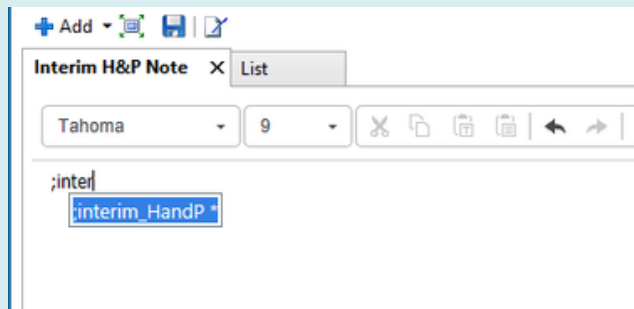 Add
Interim H&P Note X List
Tahoma 9
;inter
;interim_HandP *